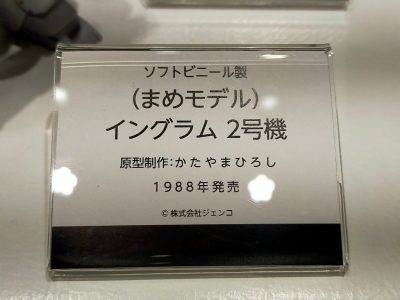 ソフトビニール製
(まめモデル)
イングラム 2号機
原型制作:かたやまひろし
1988年発売
© 株式会社ジェンコ